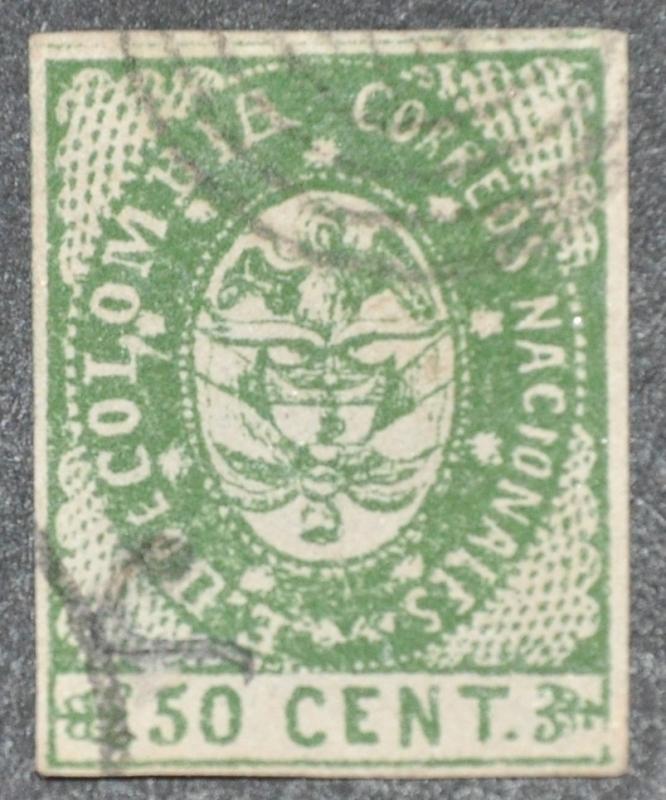 E. U. DE COLOMBIA CORREOS NACIONALES
50 CENT.